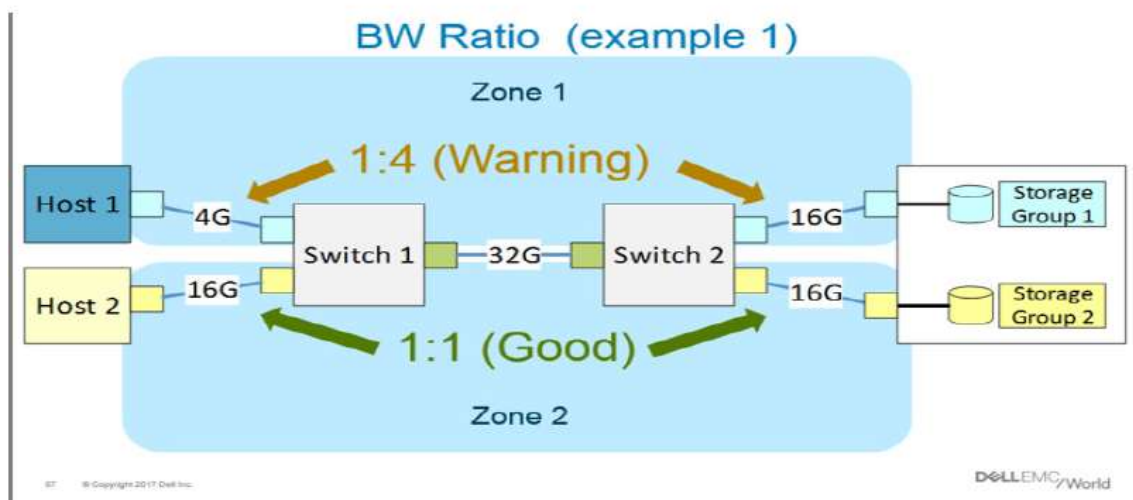 BW Ratio (example 1)
Zone 1
1:4 (Warning)
Host 1
4G
Switch 1
32G
Switch 2
16G
Storage
Group 1
Host 2
16G
16G
Storage
Group 2
1:1 (Good)
Zone 2
67 © Copyright 2017 Dell Inc.
DELLEMC/World